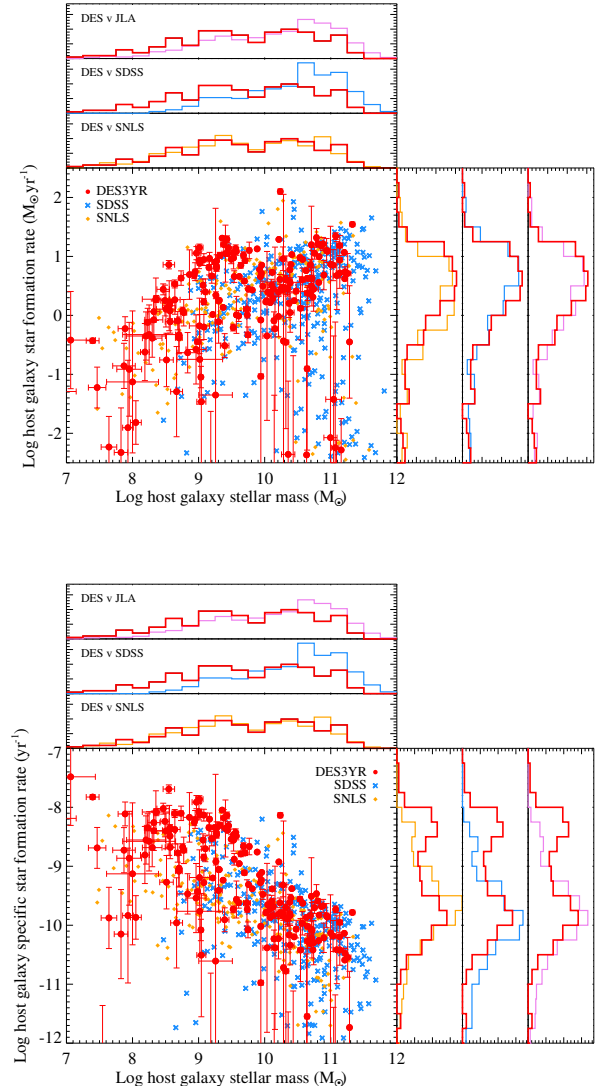 DES v JLA
DES v SDSS
DES v SNLS
DES3YR
SDSS
SNLS
2
1
0
-1
-2
Log host galaxy star formation rate (M⊙yr⁻¹)
7 8 9 10 11 12
Log host galaxy stellar mass (M⊙)
DES v JLA
DES v SDSS
DES v SNLS
DES3YR
SDSS
SNLS
-7
-8
-9
-10
-11
-12
Log host galaxy specific star formation rate (yr⁻¹)
7 8 9 10 11 12
Log host galaxy stellar mass (M⊙)